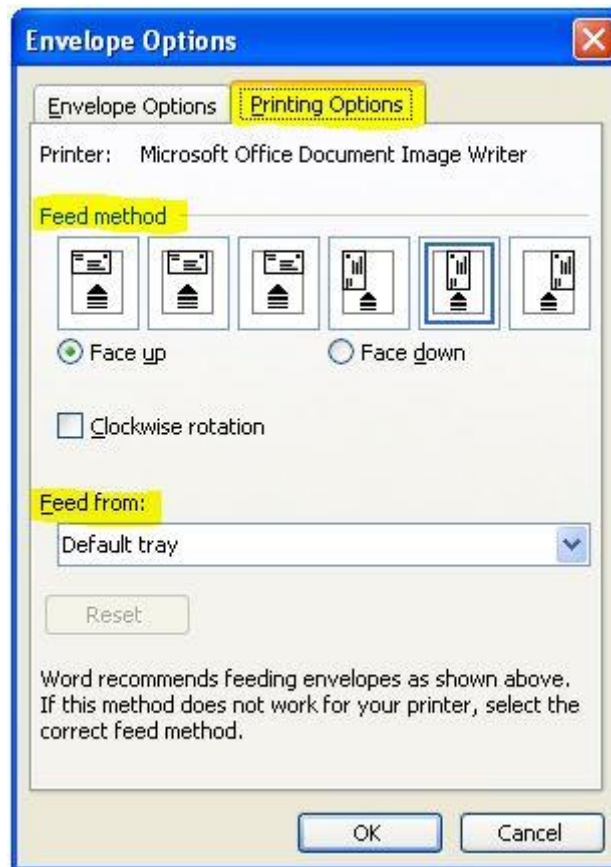 Envelope Options
Envelope Options Printing Options
Printer: Microsoft Office Document Image Writer
Feed method
Face up Face down
Clockwise rotation
Feed from:
Default tray
Reset
Word recommends feeding envelopes as shown above.
If this method does not work for your printer, select the
correct feed method.
OK Cancel